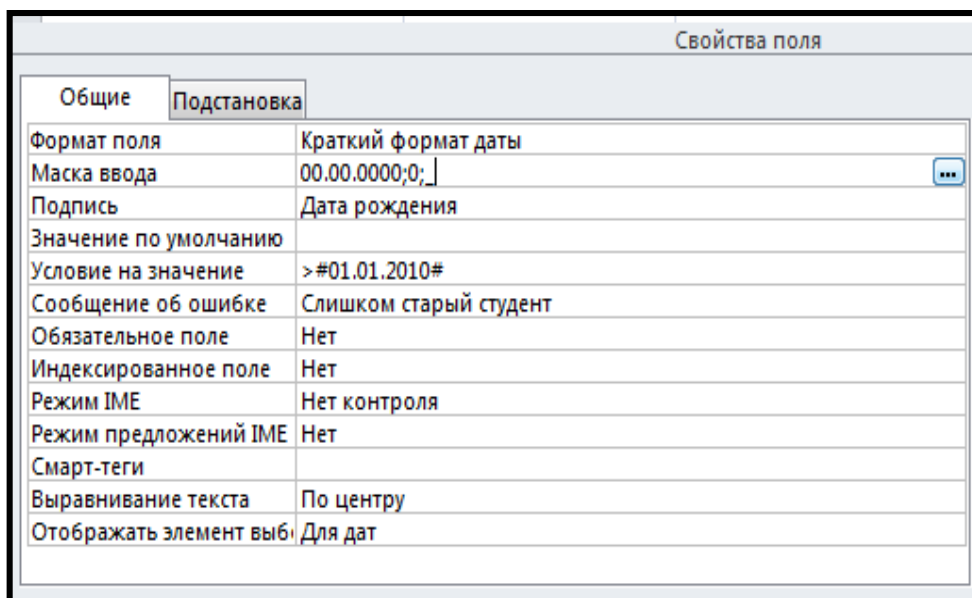 Свойства поля
Общие Подстановка
Формат поля Краткий формат даты
Маска ввода 00.00.0000;0;_
Подпись Дата рождения
Значение по умолчанию
Условие на значение >#01.01.2010#
Сообщение об ошибке Слишком старый студент
Обязательное поле Нет
Индексированное поле Нет
Режим IME Нет контроля
Режим предложений IME Нет
Смарт-теги
Выравнивание текста По центру
Отображать элемент выб Для дат